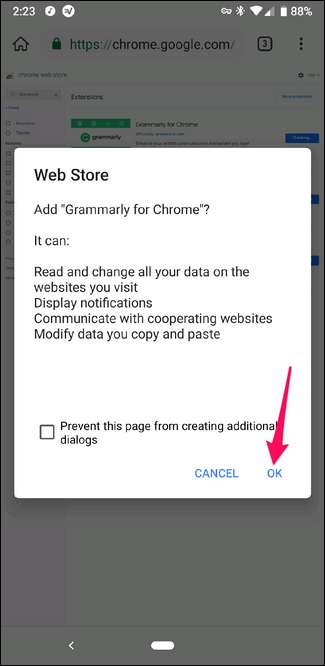 2:23
88%
https://chrome.google.com/
3
chrome web store
Extensions
Grammarly for Chrome
grammarly
Web Store
Add "Grammarly for Chrome"?
It can:
Read and change all your data on the
websites you visit
Display notifications
Communicate with cooperating websites
Modify data you copy and paste
Prevent this page from creating additional
dialogs
CANCEL
OK